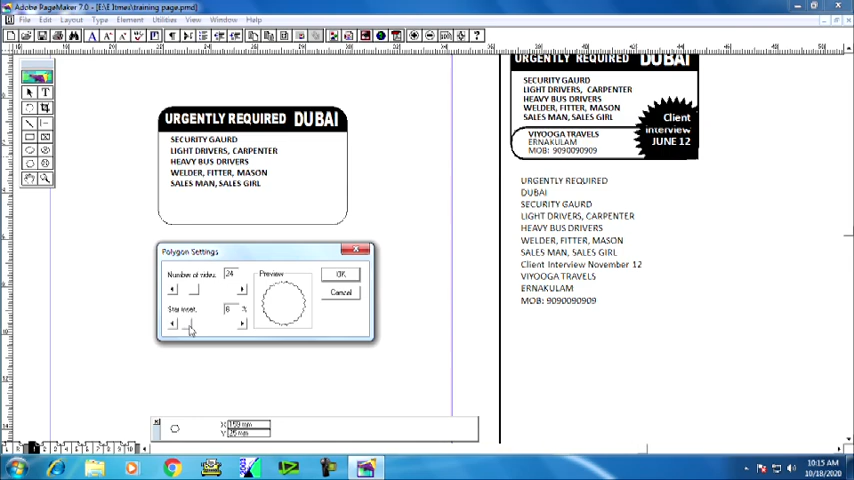 Adobe PageMaker 7.0 - [E:\E Itmes\training page.pmd]
File Edit Layout Type Element Utilities View Window Help
URGENTLY REQUIRED DUBAI
SECURITY GAURD
LIGHT DRIVERS, CARPENTER
HEAVY BUS DRIVERS
WELDER, FITTER, MASON
SALES MAN, SALES GIRL
Polygon Settings
Number of sides: 24
Preview
OK
Cancel
Star inset: 6 %
X 159 mm
Y 25 mm
URGENTLY REQUIRED DUBAI
SECURITY GAURD
LIGHT DRIVERS, CARPENTER
HEAVY BUS DRIVERS
WELDER, FITTER, MASON
SALES MAN, SALES GIRL
Client
interview
JUNE 12
VIYOOGA TRAVELS
ERNAKULAM
MOB: 9090090909
URGENTLY REQUIRED
DUBAI
SECURITY GAURD
LIGHT DRIVERS, CARPENTER
HEAVY BUS DRIVERS
WELDER, FITTER, MASON
SALES MAN, SALES GIRL
Client Interview November 12
VIYOOGA TRAVELS
ERNAKULAM
MOB: 9090090909
10:15 AM
10/18/2020